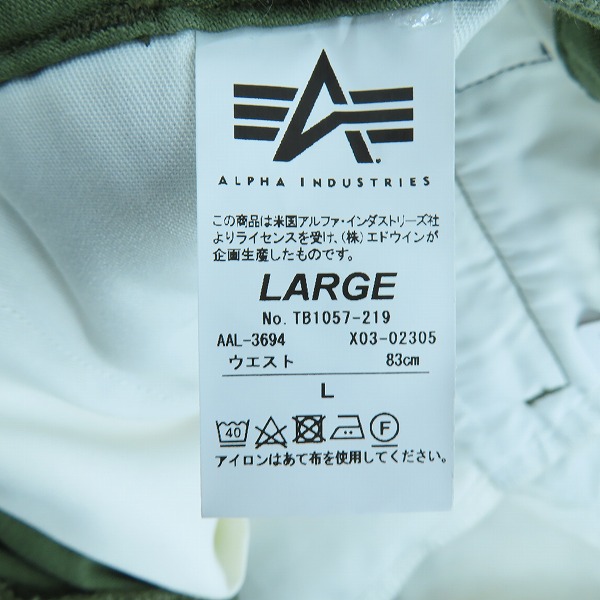 ALPHA INDUSTRIES
この商品は米国アルファ・インダストリーズ社
よりライセンスを受け、(株)エドウインが
企画生産したものです。
LARGE
No. TB1057-219
AAL-3694 X03-02305
ウエスト 83cm
L
40 F
アイロンはあて布を使用してください。